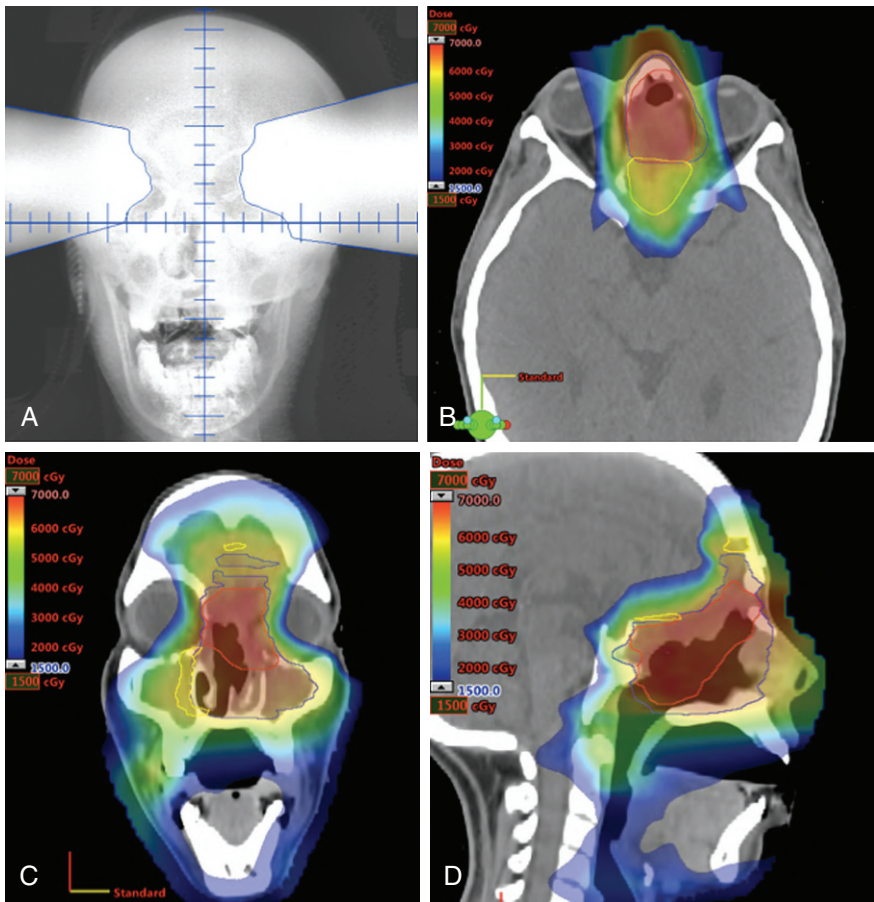 A
Dose
7000 cGy
7000.0
6000 cGy
5000 cGy
4000 cGy
3000 cGy
2000 cGy
1500.0
1500 cGy
Standard
B
Dose
7000 cGy
7000.0
6000 cGy
5000 cGy
4000 cGy
3000 cGy
2000 cGy
1500.0
1500 cGy
Standard
C
Dose
7000 cGy
7000.0
6000 cGy
5000 cGy
4000 cGy
3000 cGy
2000 cGy
1500.0
1500 cGy
D